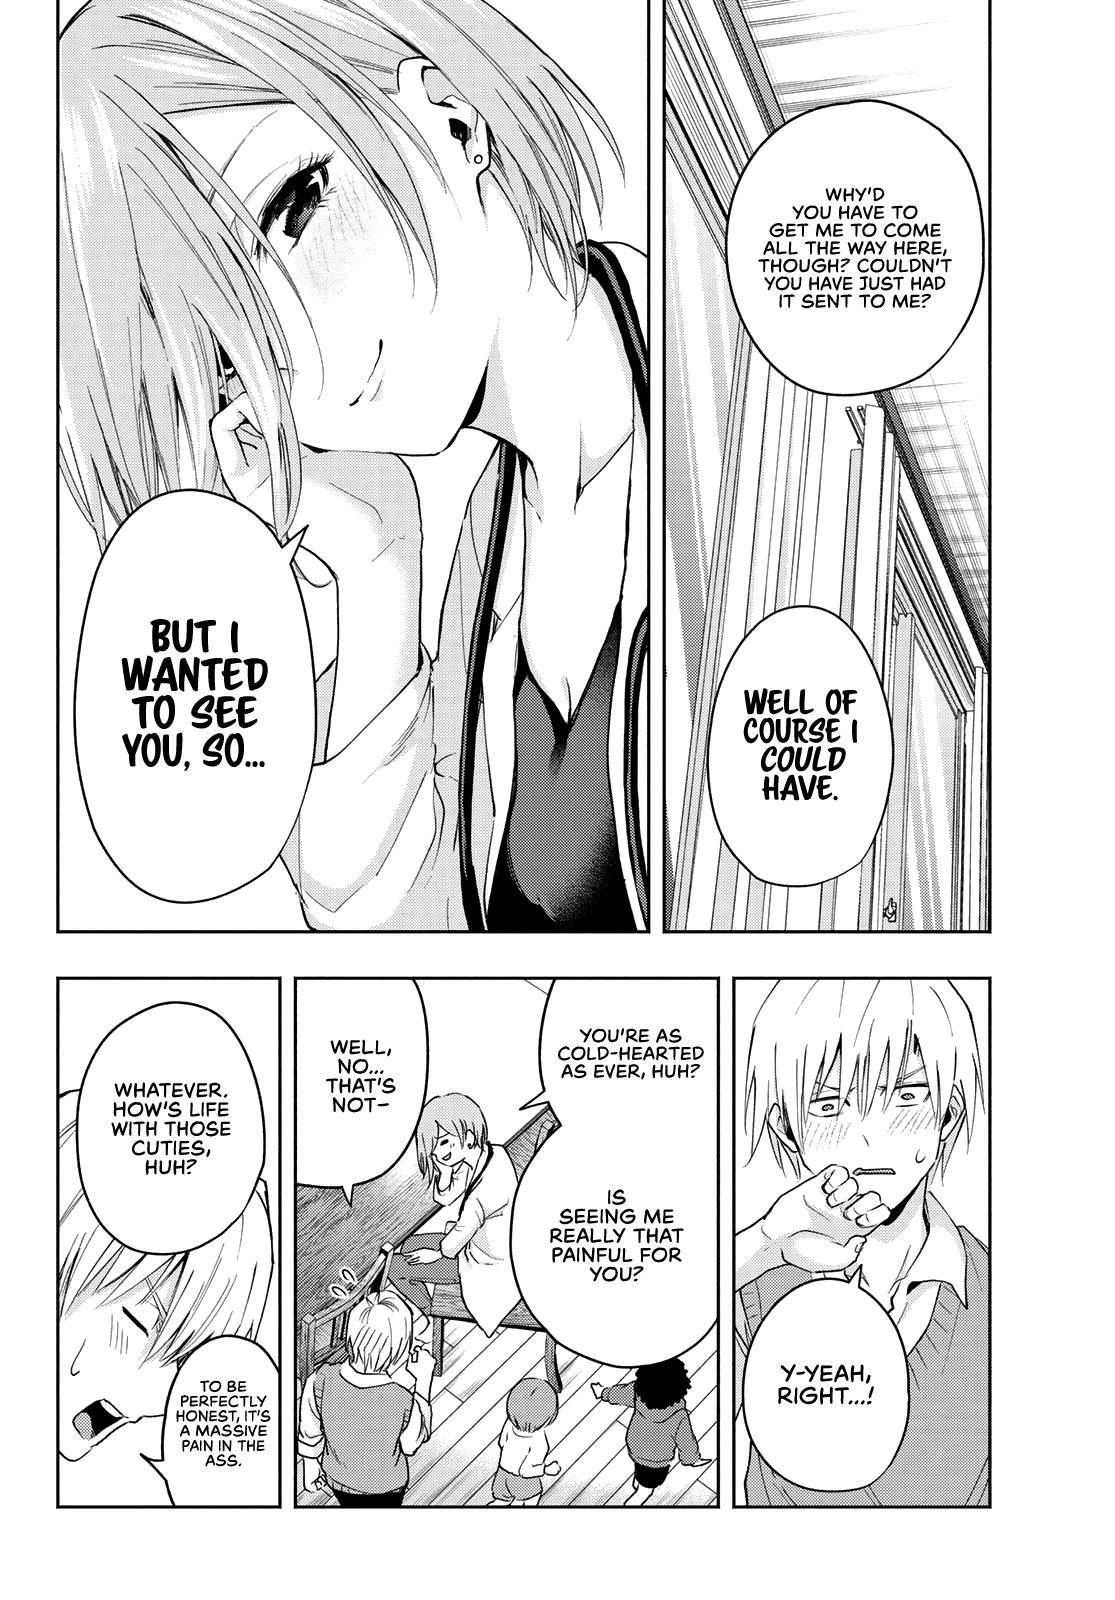 WHY'D
YOU HAVE TO
GET ME TO COME
ALL THE WAY HERE,
THOUGH? COULDN'T
YOU HAVE JUST HAD
IT SENT TO ME?
WELL OF
COURSE I
COULD
HAVE.
BUT I
WANTED
TO SEE
YOU, SO...
Y-YEAH,
RIGHT...!
YOU'RE AS
COLD-HEARTED
AS EVER, HUH?
IS
SEEING ME
REALLY THAT
PAINFUL FOR
YOU?
WELL,
NO...
THAT'S
NOT-
WHATEVER.
HOW'S LIFE
WITH THOSE
CUTIES,
HUH?
TO BE
PERFECTLY
HONEST, IT'S
A MASSIVE
PAIN IN THE
ASS.